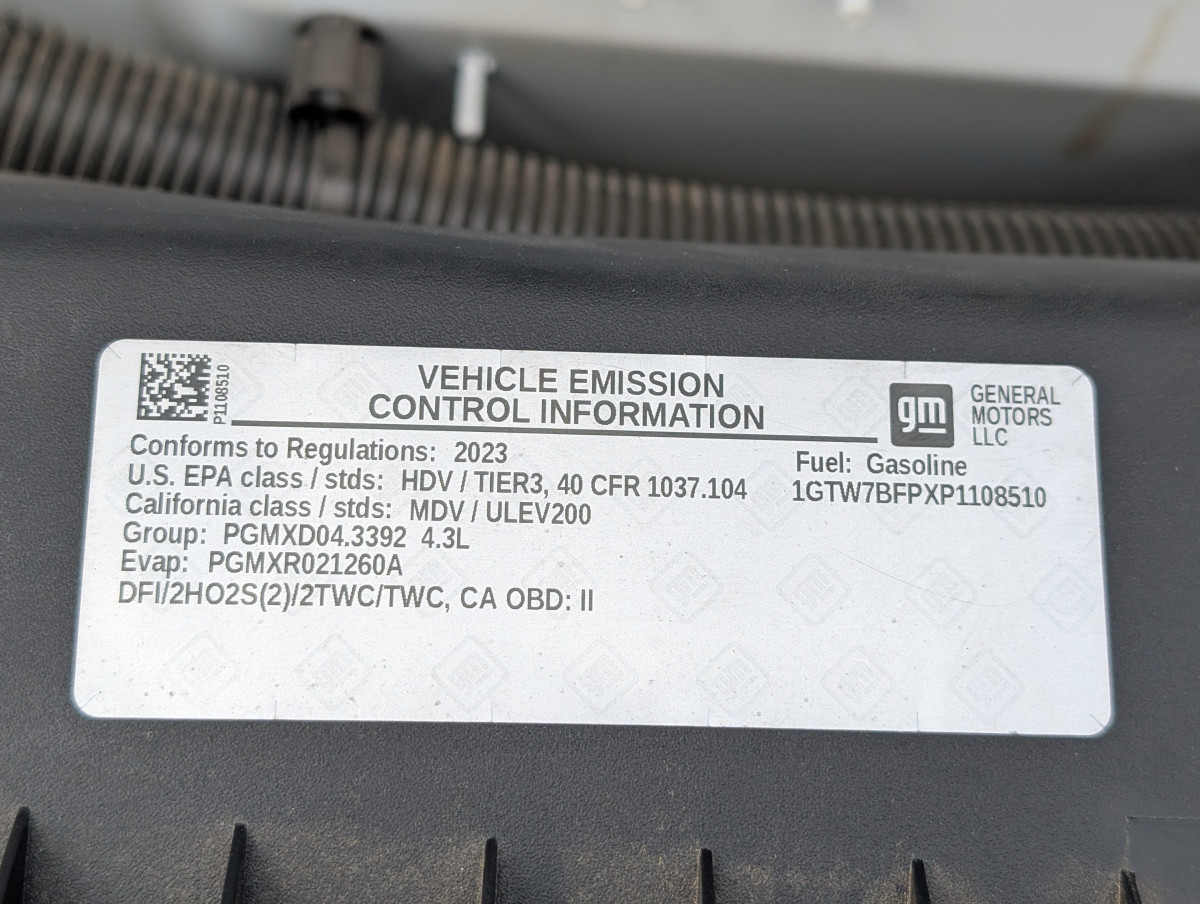 P1108510
VEHICLE EMISSION
CONTROL INFORMATION
gm
GENERAL
MOTORS
LLC
Conforms to Regulations: 2023
U.S. EPA class / stds: HDV / TIER3, 40 CFR 1037.104
California class / stds: MDV / ULEV200
Group: PGMXD04.3392 4.3L
Evap: PGMXR021260A
DFI/2HO2S(2)/2TWC/TWC, CA OBD: II
Fuel: Gasoline
1GTW7BFPXP1108510